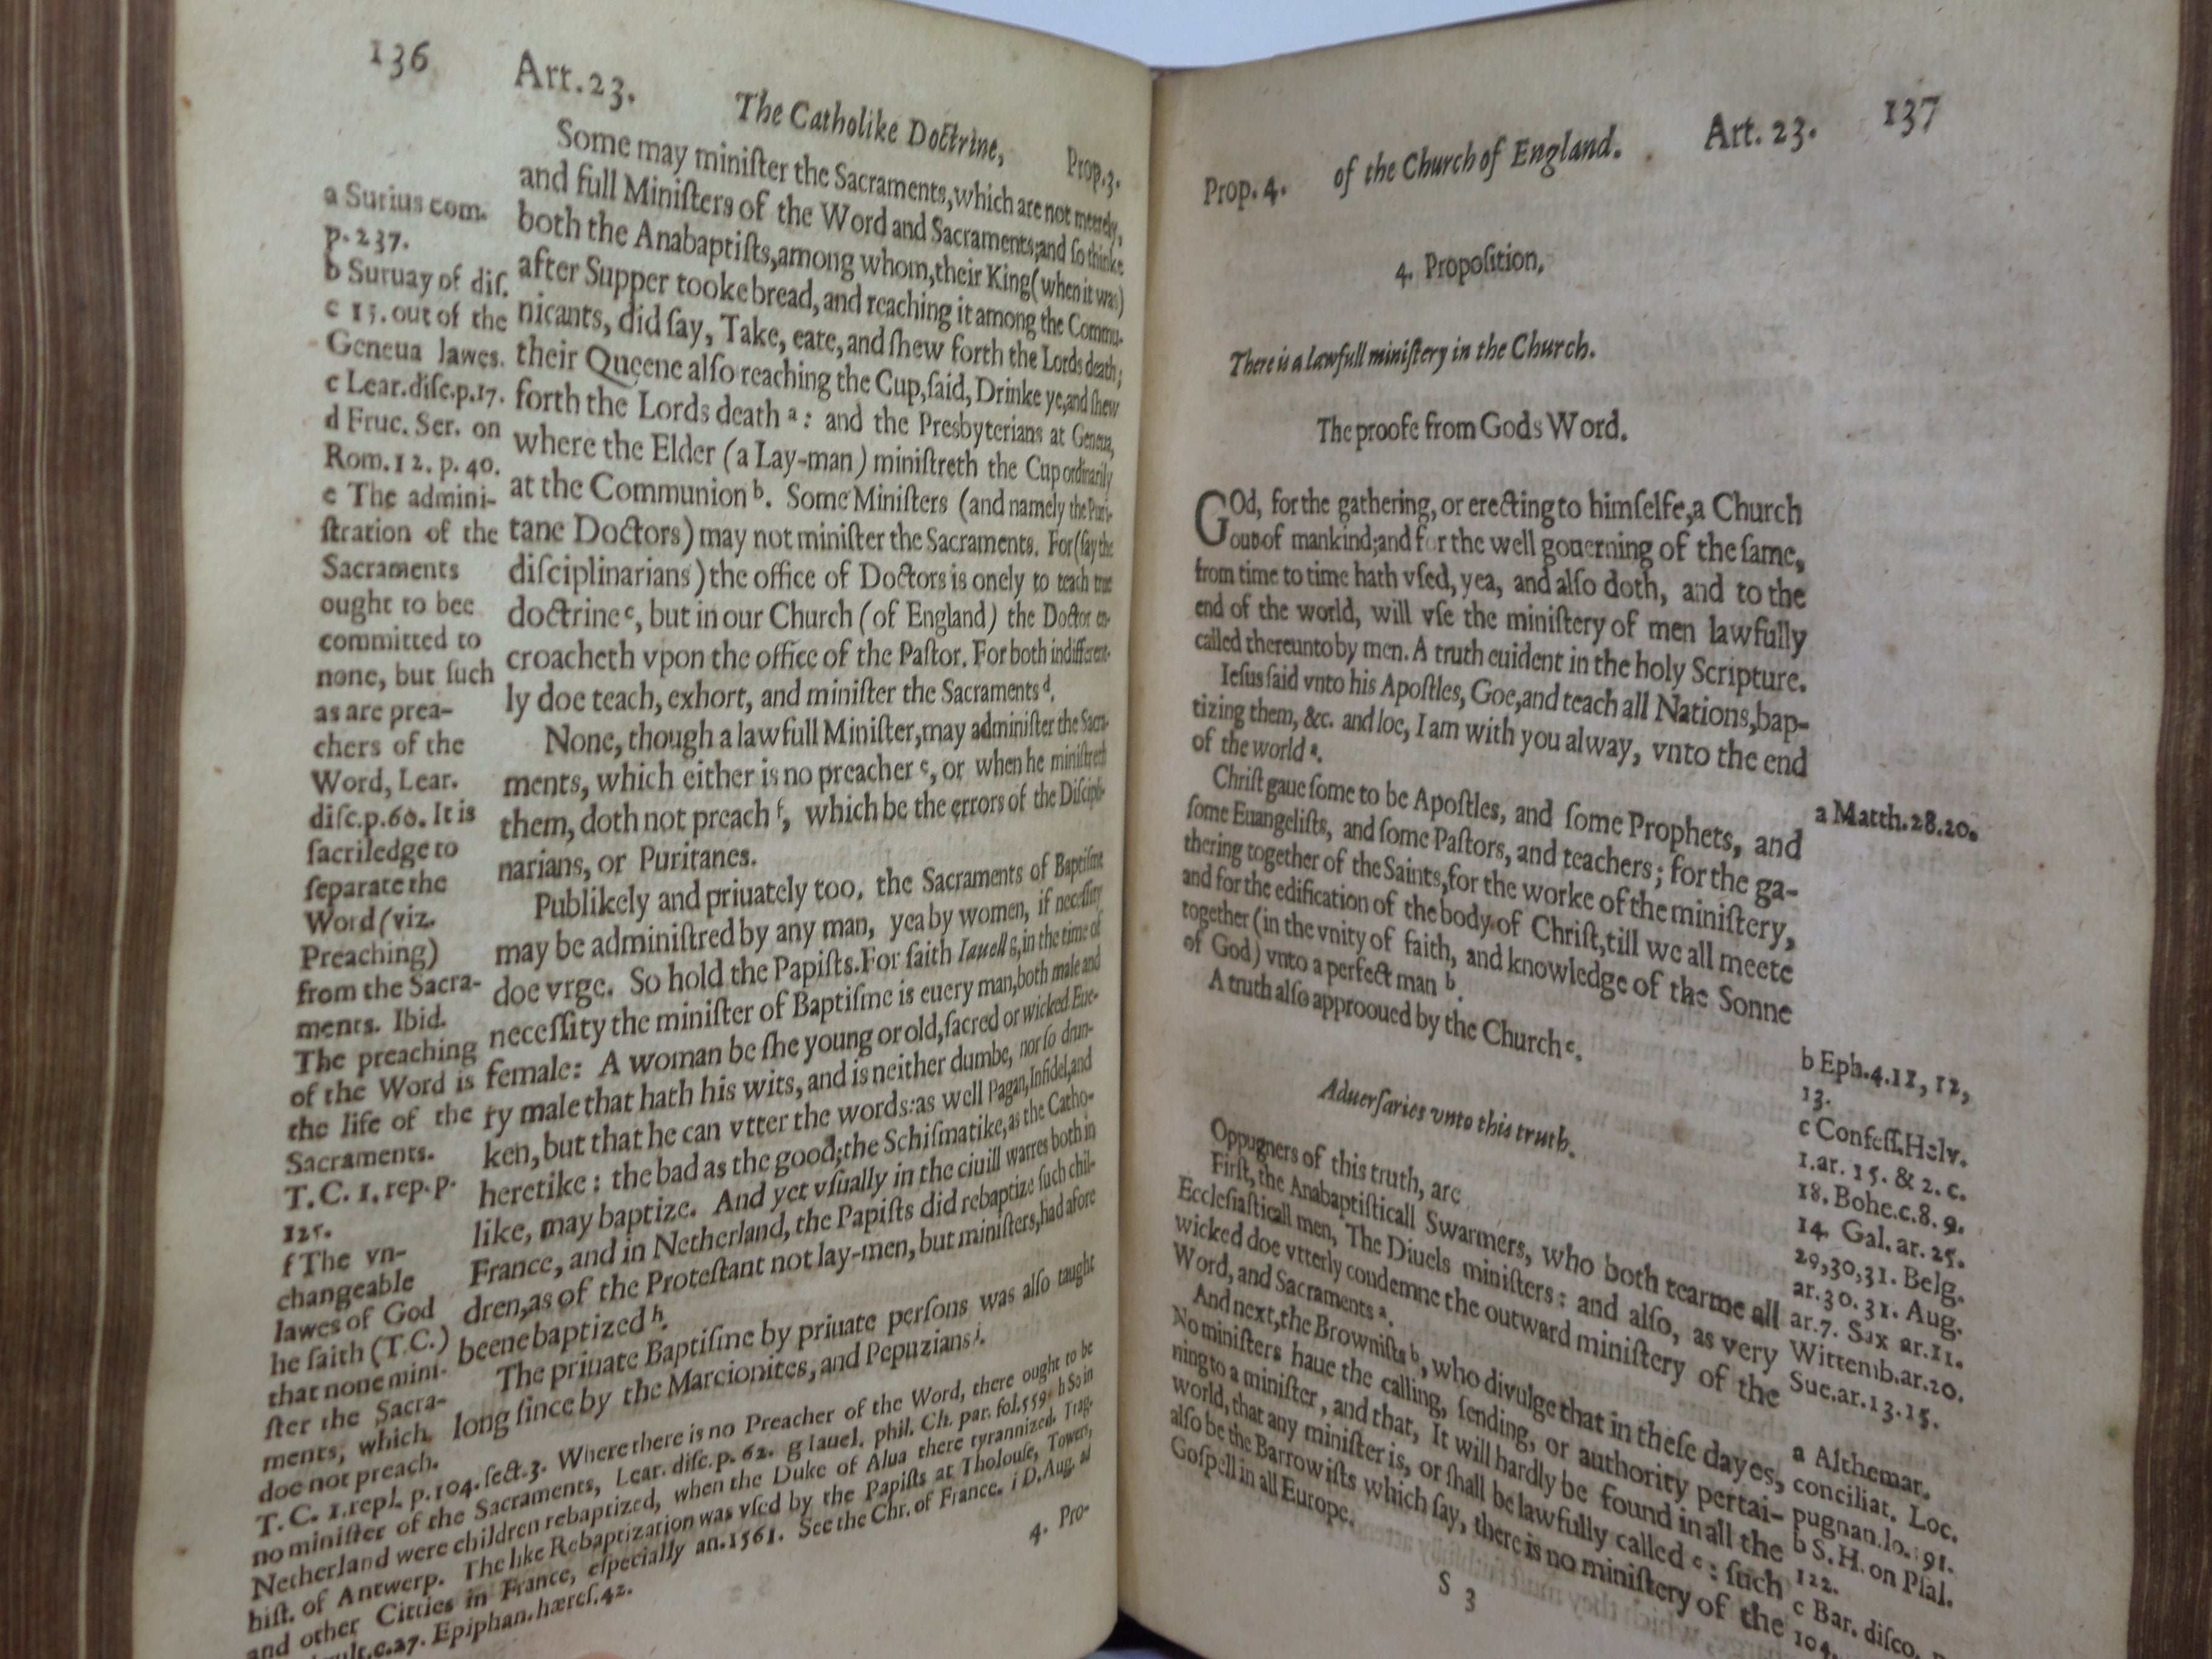 136 Art.23. The Catholike Doctrine, Prop.3.
Some may miniſter the Sacraments, which are not meerely,
and full Miniſters of the Word and Sacraments; and ſo thinke
both the Anabaptiſts, among whom, their King (when it was)
after Supper tooke bread, and reaching it among the Commu-
nicants, did ſay, Take, eate, and ſhew forth the Lords death;
their Queene alſo reaching the Cup, ſaid, Drinke ye, and ſhew
forth the Lords death a: and the Presbyterians at Geneua,
where the Elder (a Lay-man) miniſtreth the Cup ordinarily
at the Communion b. Some Miniſters (and namely the Puri-
tane Doctors) may not miniſter the Sacraments. For (ſay the
diſciplinarians) the office of Doctors is onely to teach true
doctrine c, but in our Church (of England) the Doctor en-
croacheth vpon the office of the Paſtor. For both indifferent-
ly doe teach, exhort, and miniſter the Sacraments d.
None, though a lawfull Miniſter, may adminiſter the Sacra-
ments, which either is no preacher e, or when he miniſtreth
them, doth not preach f, which be the errors of the Diſcipli-
narians, or Puritanes.
Publikely and priuately too, the Sacraments of Baptiſme
may be adminiſtred by any man, yea by women, if neceſſity
doe vrge. So hold the Papiſts. For ſaith Iauell g, in the time of
neceſſity the miniſter of Baptiſme is euery man, both male and
female: A woman be ſhe young or old, ſacred or wicked Eue-
ry male that hath his wits, and is neither dumbe, nor ſo drun-
ken, but that he can vtter the words: as well Pagan, Infidel, and
heretike: the bad as the good; the Schiſmatike, as the Catho-
like, may baptize. And yet vſually in the ciuill warres both in
France, and in Netherland, the Papiſts did rebaptize ſuch chil-
dren, as of the Proteſtant not lay-men, but miniſters, had afore
beene baptized h.
The priuate Baptiſme by priuate perſons was alſo taught
long ſince by the Marcionites, and Pepuzians i.
a Surius com.
p. 237.
b Suruay of diſ.
c 15. out of the
Geneua lawes.
c Lear. diſc. p. 17.
d Fruc. Ser. on
Rom. 12. p. 40.
e The admini-
ſtration of the
Sacraments
ought to bee
committed to
none, but ſuch
as are prea-
chers of the
Word, Lear.
diſc. p. 60. It is
ſacriledge to
ſeparate the
Word (viz.
Preaching)
from the Sacra-
ments. Ibid.
The preaching
of the Word is
the life of the
Sacraments.
T. C. 1. rep. p.
125.
f The vn-
changeable
lawes of God
he ſaith (T.C.)
that none mini-
ſter the Sacra-
ments, which
doe not preach.
T. C. 1. repl. p. 104. ſect. 3. Where there is no Preacher of the Word, there ought to be
no miniſter of the Sacraments, Lear. diſc. p. 62. g Iauel. phil. Ch. par. fol. 559. h So in
Netherland were children rebaptized, when the Duke of Alua there tyrannized. Trag.
hiſt. of Antwerp. The like Rebaptization was vſed by the Papiſts at Tholouſe, Towers,
and other Citties in France, eſpecially an. 1561. See the Chr. of France. i D. Aug. ad
c. 27. Epiphan. hæreſ. 42.
4. Pro-
Prop. 4. of the Church of England. Art. 23. 137
4. Propoſition,
There is a lawfull miniſtery in the Church.
The proofe from Gods Word.
GOd, for the gathering, or erecting to himſelfe, a Church
out of mankind; and for the well gouerning of the ſame,
from time to time hath vſed, yea, and alſo doth, and to the
end of the world, will vſe the miniſtery of men lawfully
called thereunto by men. A truth euident in the holy Scripture.
Ieſus ſaid vnto his Apoſtles, Goe, and teach all Nations, bap-
tizing them, &c. and loe, I am with you alway, vnto the end
of the world a.
Chriſt gaue ſome to be Apoſtles, and ſome Prophets, and
ſome Euangeliſts, and ſome Paſtors, and teachers; for the ga-
thering together of the Saints, for the worke of the miniſtery,
and for the edification of the body of Chriſt, till we all meete
together (in the vnity of faith, and knowledge of the Sonne
of God) vnto a perfect man b.
A truth alſo approoued by the Church c.
Aduerſaries vnto this truth.
Oppugners of this truth, are
Firſt, the Anabaptiſticall Swarmers, who both tearme all
Eccleſiaſticall men, The Diuels miniſters: and alſo, as very
wicked doe vtterly condemne the outward miniſtery of the
Word, and Sacraments a.
And next, the Browniſts b, who divulge that in theſe dayes,
No miniſters haue the calling, ſending, or authority pertai-
ning to a miniſter, and that, It will hardly be found in all the
world, that any miniſter is, or ſhall be lawfully called c: ſuch
alſo be the Barrowiſts which ſay, there is no miniſtery of the
Goſpell in all Europe.
a Matth. 28. 20.
b Eph. 4. 11, 12,
13.
c Confeſſ. Helv.
1. ar. 15. & 2. c.
18. Bohe. c. 8. 9.
14. Gal. ar. 25.
29, 30, 31. Belg.
ar. 30. 31. Aug.
ar. 7. Sax ar. 11.
Wittemb. ar. 20.
Sue. ar. 13. 15.
a Althemar.
conciliat. Loc.
pugnan. lo. 191.
b S. H. on Pſal.
122.
c Bar. diſco.
104.
S 3